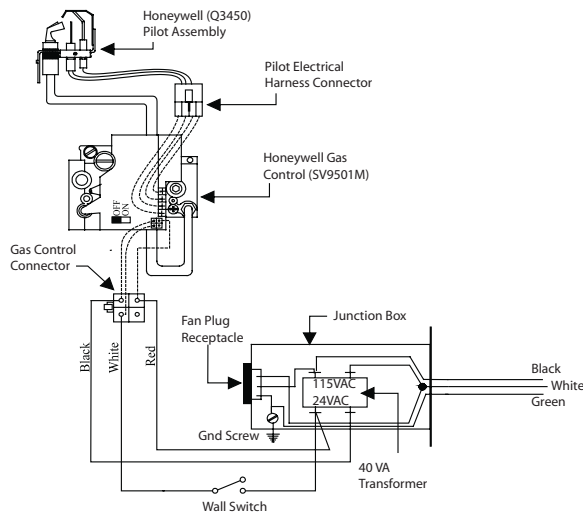 Honeywell (Q3450)
Pilot Assembly
Pilot Electrical
Harness Connector
Honeywell Gas
Control (SV9501M)
OFF
ON
Gas Control
Connector
Black
White
Red
Fan Plug
Receptacle
Junction Box
115VAC
24VAC
Black
White
Green
Gnd Screw
40 VA
Transformer
Wall Switch